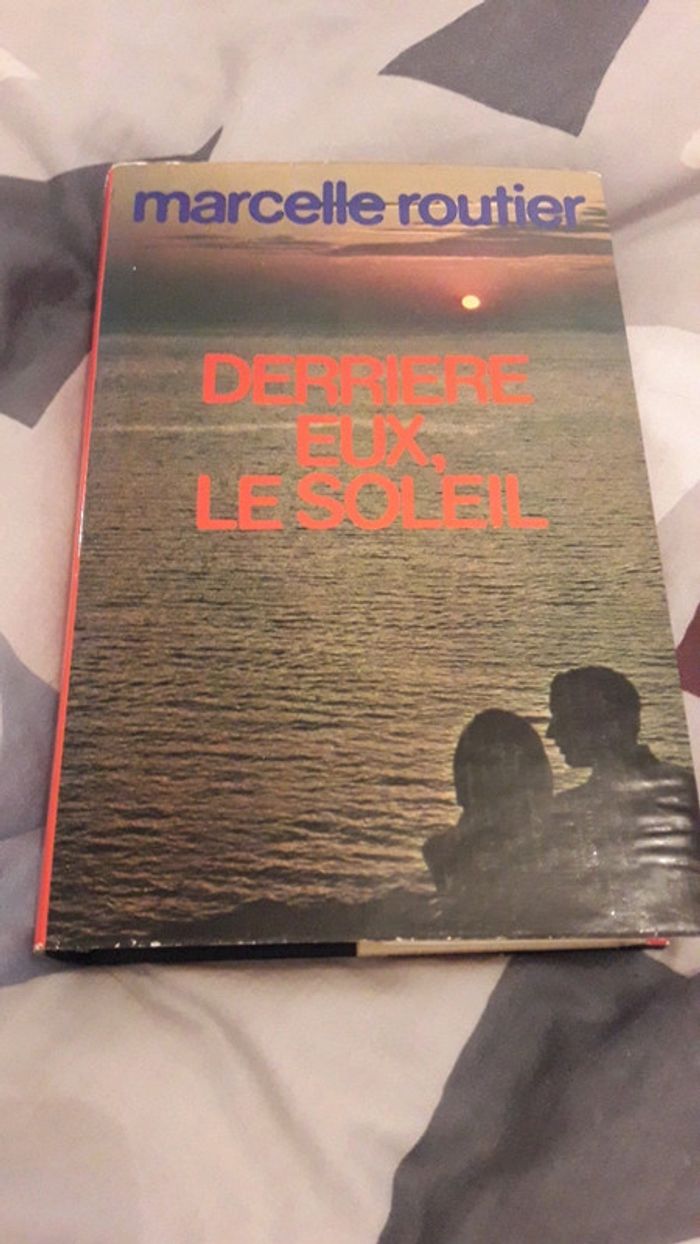 marcelle routier
DERRIERE
EUX,
LE SOLEIL